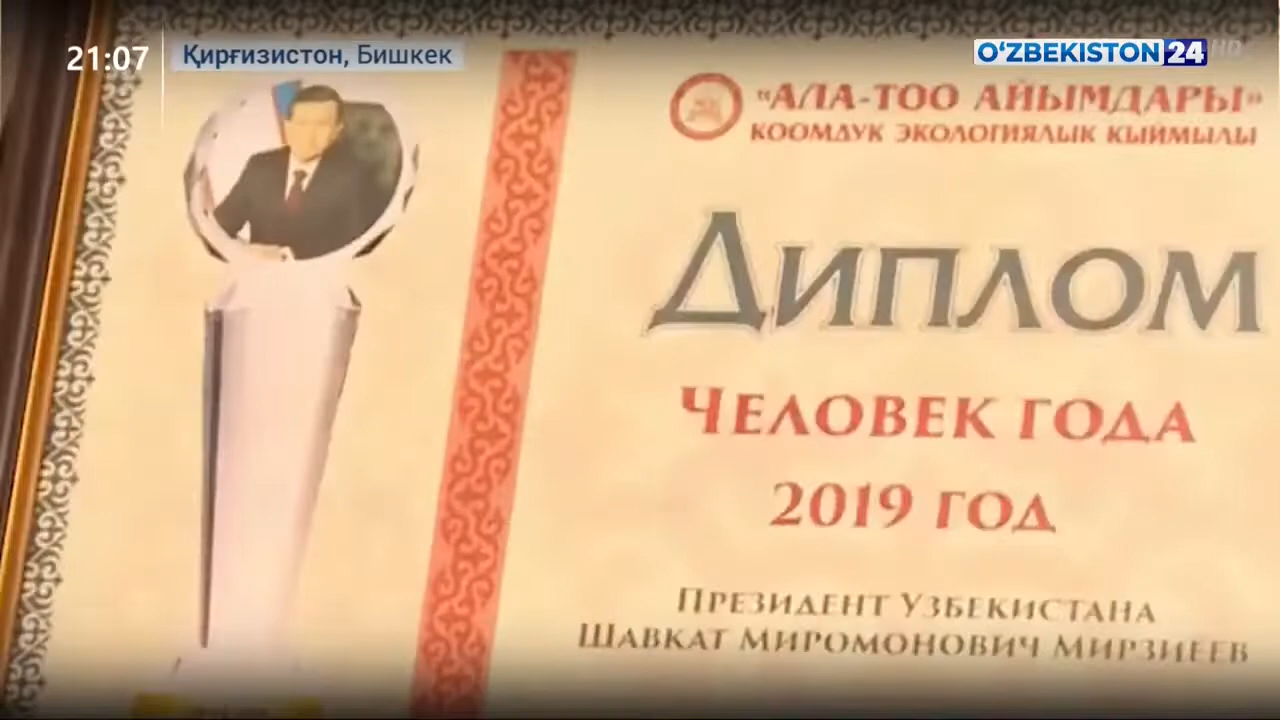 21:07
Қирғизистон, Бишкек
O'ZBEKISTON 24 HD
"АЛА-ТОО АЙЫМДАРЫ"
КООМДУК ЭКОЛОГИЯЛЫК КЫЙМЫЛЫ
ДИПЛОМ
ЧЕЛОВЕК ГОДА
2019 ГОД
ПРЕЗИДЕНТ УЗБЕКИСТАНА
ШАВКАТ МИРОМОНОВИЧ МИРЗИЕЕВ